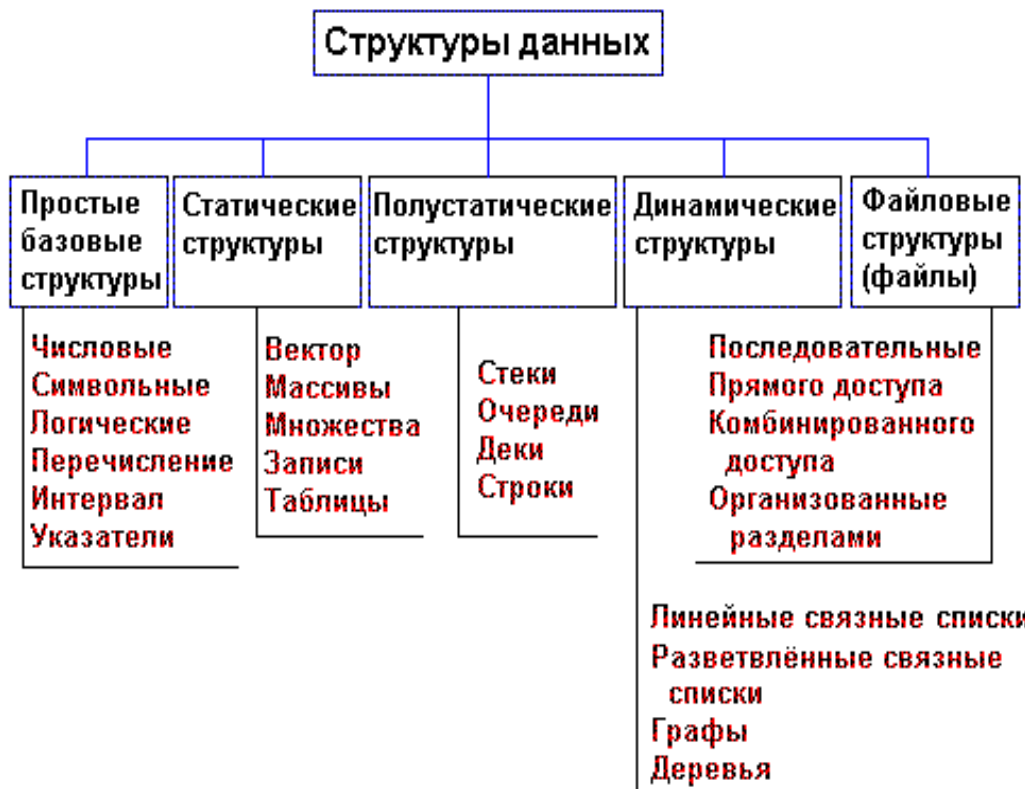 Структуры данных
Простые
базовые
структуры
Статические
структуры
Полустатические
структуры
Динамические
структуры
Файловые
структуры
(файлы)
Числовые
Символьные
Логические
Перечисление
Интервал
Указатели
Вектор
Массивы
Множества
Записи
Таблицы
Стеки
Очереди
Деки
Строки
Последовательные
Прямого доступа
Комбинированного
доступа
Организованные
разделами
Линейные связные списки
Разветвлённые связные
списки
Графы
Деревья